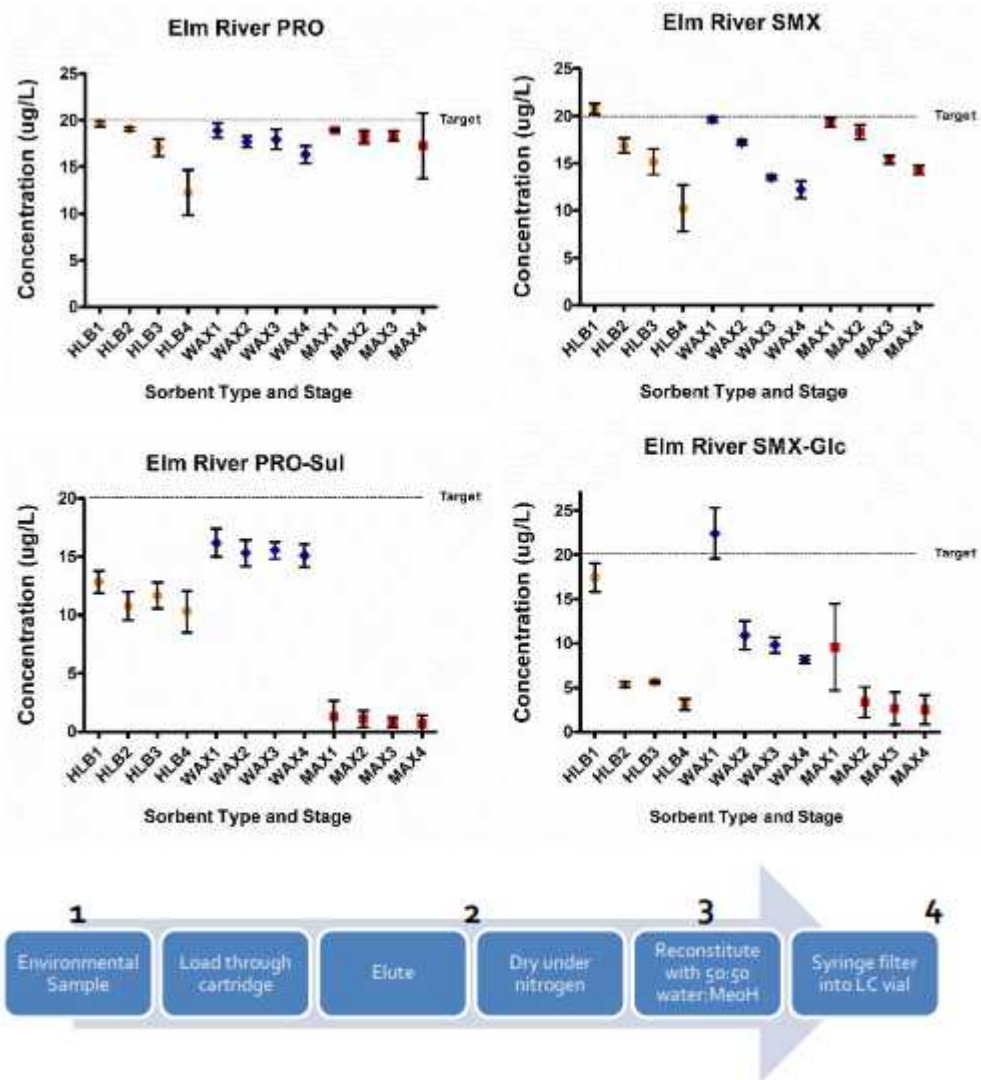 Elm River PRO
Concentration (ug/L)
25
20
15
10
5
0
Target
HLB1
HLB2
HLB3
HLB4
WAX1
WAX2
WAX3
WAX4
MAX1
MAX2
MAX3
MAX4
Sorbent Type and Stage
Elm River SMX
Concentration (ug/L)
25
20
15
10
5
0
Target
HLB1
HLB2
HLB3
HLB4
WAX1
WAX2
WAX3
WAX4
MAX1
MAX2
MAX3
MAX4
Sorbent Type and Stage
Elm River PRO-Sul
Concentration (ug/L)
20
15
10
5
0
Target
HLB1
HLB2
HLB3
HLB4
WAX1
WAX2
WAX3
WAX4
MAX1
MAX2
MAX3
MAX4
Sorbent Type and Stage
Elm River SMX-Glc
Concentration (ug/L)
25
20
15
10
5
0
Target
HLB1
HLB2
HLB3
HLB4
WAX1
WAX2
WAX3
WAX4
MAX1
MAX2
MAX3
MAX4
Sorbent Type and Stage
1
2
3
4
Environmental
Sample
Load through
cartridge
Elute
Dry under
nitrogen
Reconstitute
with 50:50
water:MeoH
Syringe filter
into LC vial